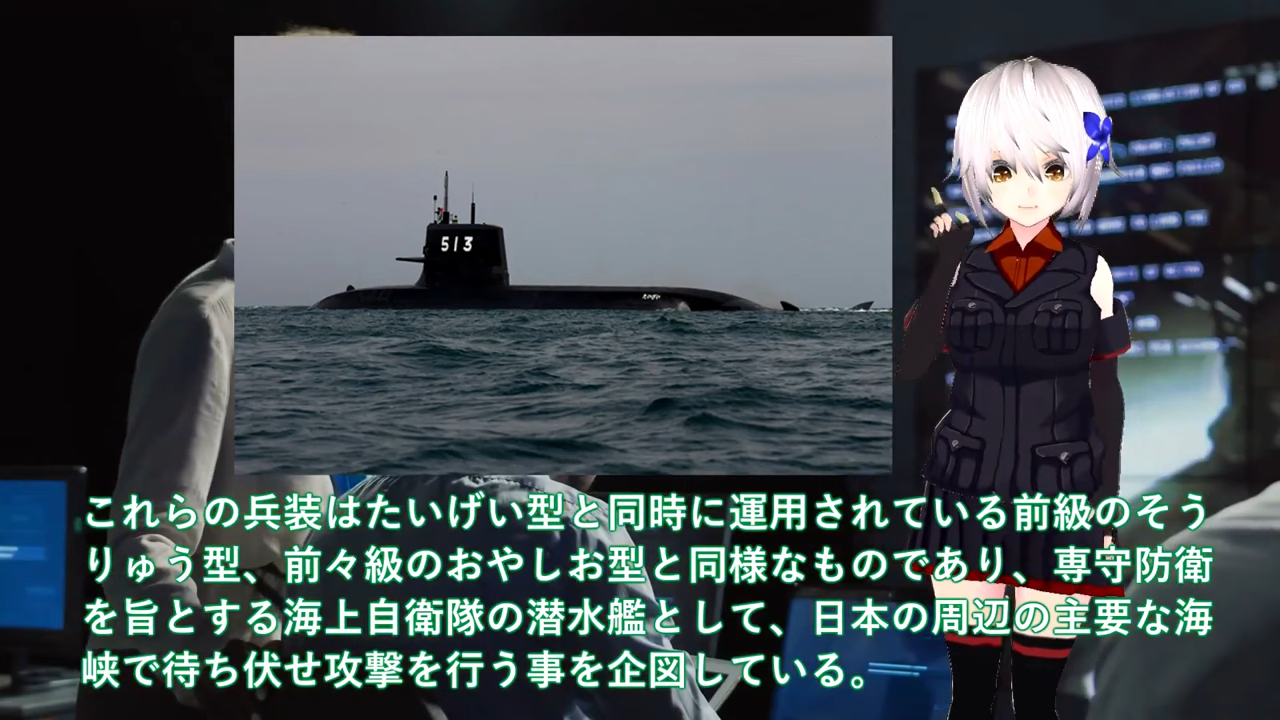 513
たいげい
これらの兵装はたいげい型と同時に運用されている前級のそう
りゅう型、前々級のおやしお型と同様なものであり、専守防衛
を旨とする海上自衛隊の潜水艦として、日本の周辺の主要な海
峡で待ち伏せ攻撃を行う事を企図している。